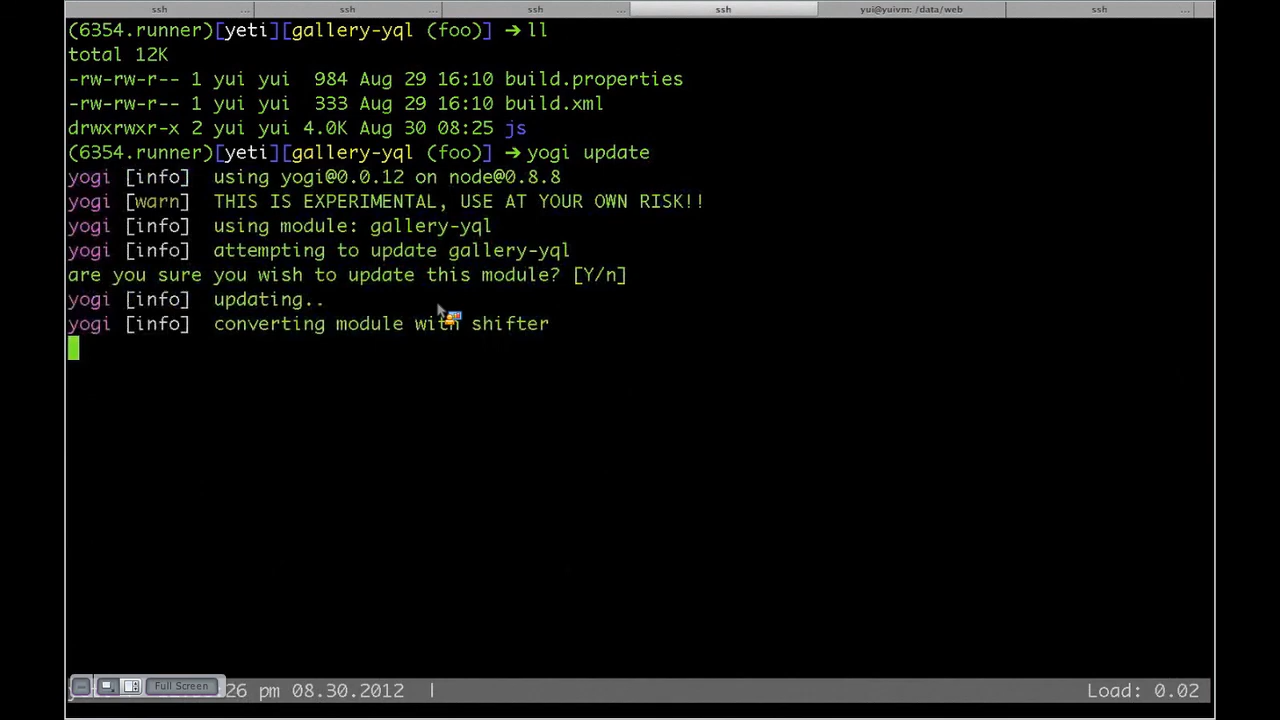 ssh ... ssh ... ssh ... ssh yui@yuivm: /data/web ssh ...
(6354.runner)[yeti][gallery-yql (foo)] ➔ ll
total 12K
-rw-rw-r-- 1 yui yui  984 Aug 29 16:10 build.properties
-rw-rw-r-- 1 yui yui  333 Aug 29 16:10 build.xml
drwxrwxr-x 2 yui yui 4.0K Aug 30 08:25 js
(6354.runner)[yeti][gallery-yql (foo)] ➔ yogi update
yogi [info]  using yogi@0.0.12 on node@0.8.8
yogi [warn]  THIS IS EXPERIMENTAL, USE AT YOUR OWN RISK!!
yogi [info]  using module: gallery-yql
yogi [info]  attempting to update gallery-yql
are you sure you wish to update this module? [Y/n]
yogi [info]  updating..
yogi [info]  converting module with shifter
Full Screen 26 pm 08.30.2012 | Load: 0.02